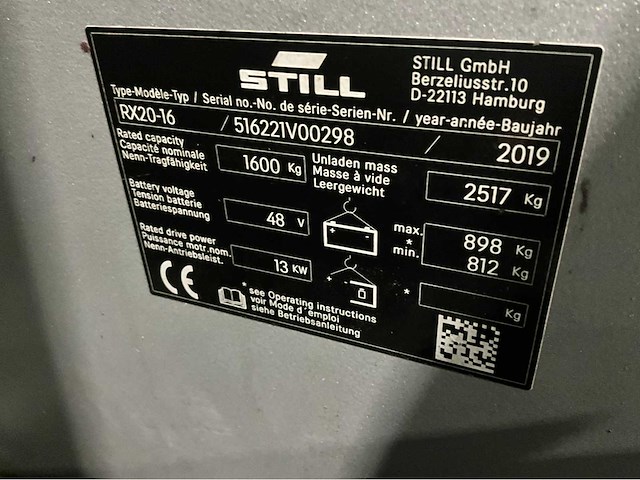 STILL
STILL GmbH
Berzeliusstr.10
D-22113 Hamburg
Type-Modèle-Typ / Serial no.-No. de série-Serien-Nr. / year-année-Baujahr
RX20-16 / 516221V00298 / 2019
Rated capacity
Capacité nominale
Nenn-Tragfähigkeit
1600 Kg
Unladen mass
Masse à vide
Leergewicht
2517 Kg
Battery voltage
Tension batterie
Batteriespannung
48 V
max. 898 Kg
*
min. 812 Kg
Rated drive power
Puissance motr.nom.
Nenn-Antriebsleist.
13 KW
* Kg
CE
* see Operating instructions
voir Mode d'emploi
siehe Betriebsanleitung